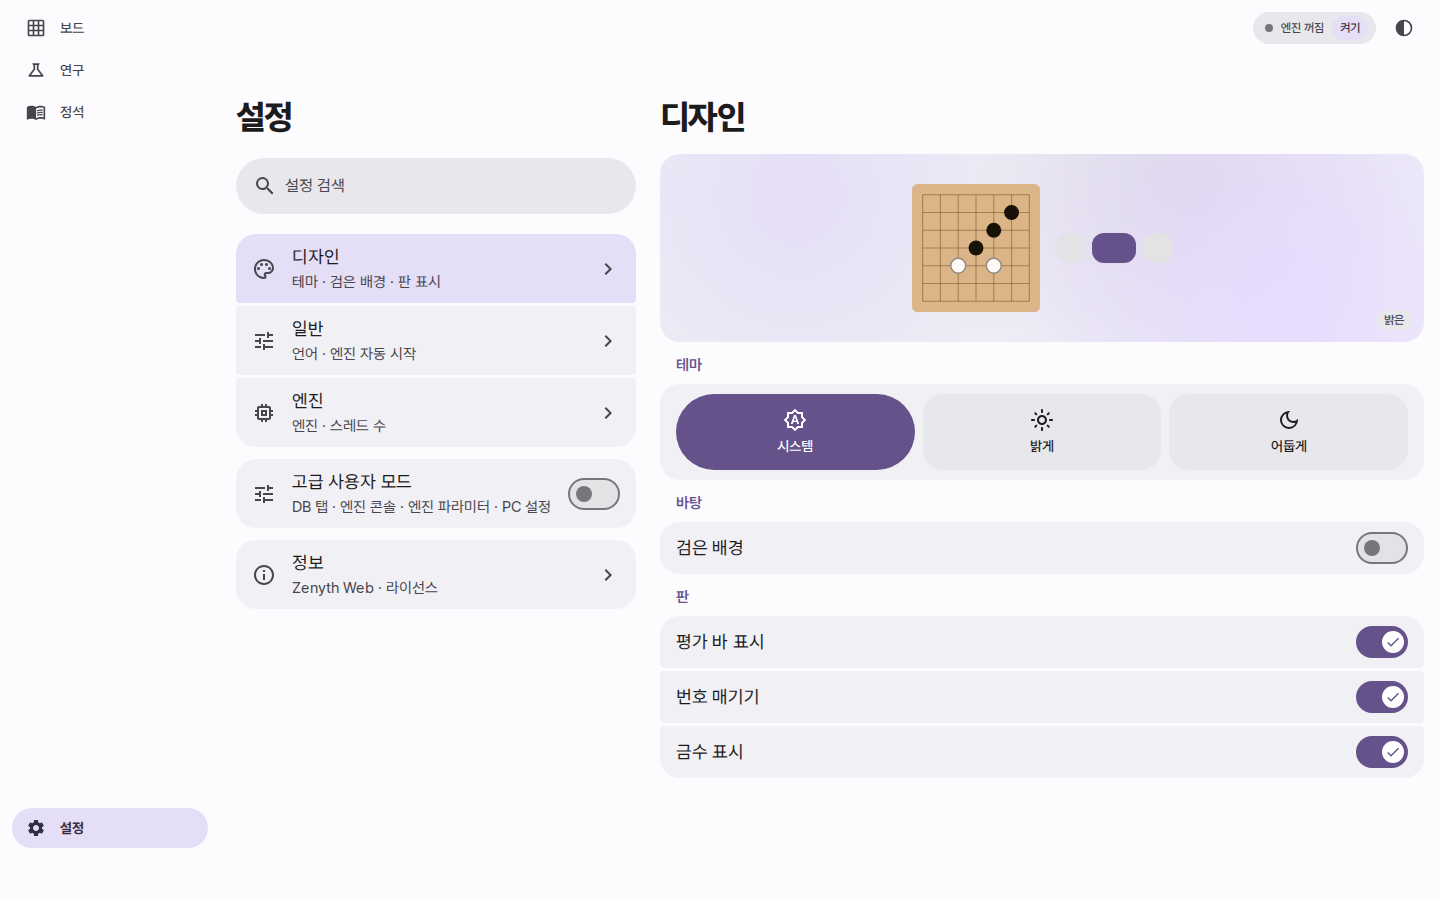 보드
연구
정석
설정
엔진 꺼짐
켜기
설정
설정 검색
디자인
테마 · 검은 배경 · 판 표시
일반
언어 · 엔진 자동 시작
엔진
엔진 · 스레드 수
고급 사용자 모드
DB 탭 · 엔진 콘솔 · 엔진 파라미터 · PC 설정
정보
Zenyth Web · 라이선스
디자인
밝은
테마
시스템
밝게
어둡게
바탕
검은 배경
판
평가 바 표시
번호 매기기
금수 표시